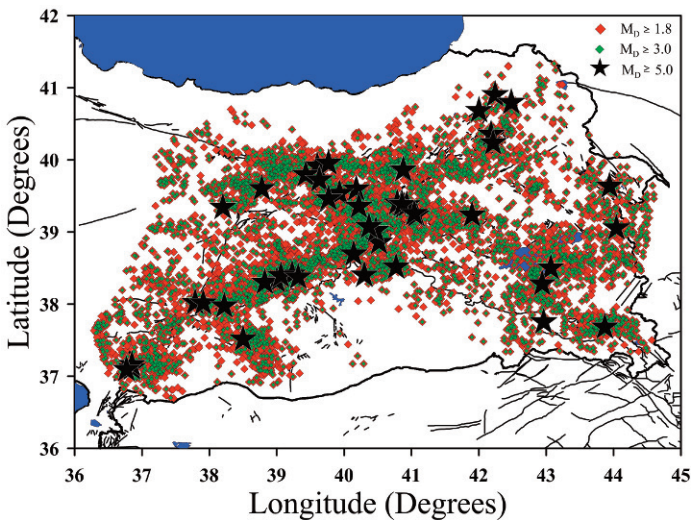 42
41
40
39
38
37
36
Latitude (Degrees)
M_D ≥ 1.8
M_D ≥ 3.0
M_D ≥ 5.0
36 37 38 39 40 41 42 43 44 45
Longitude (Degrees)